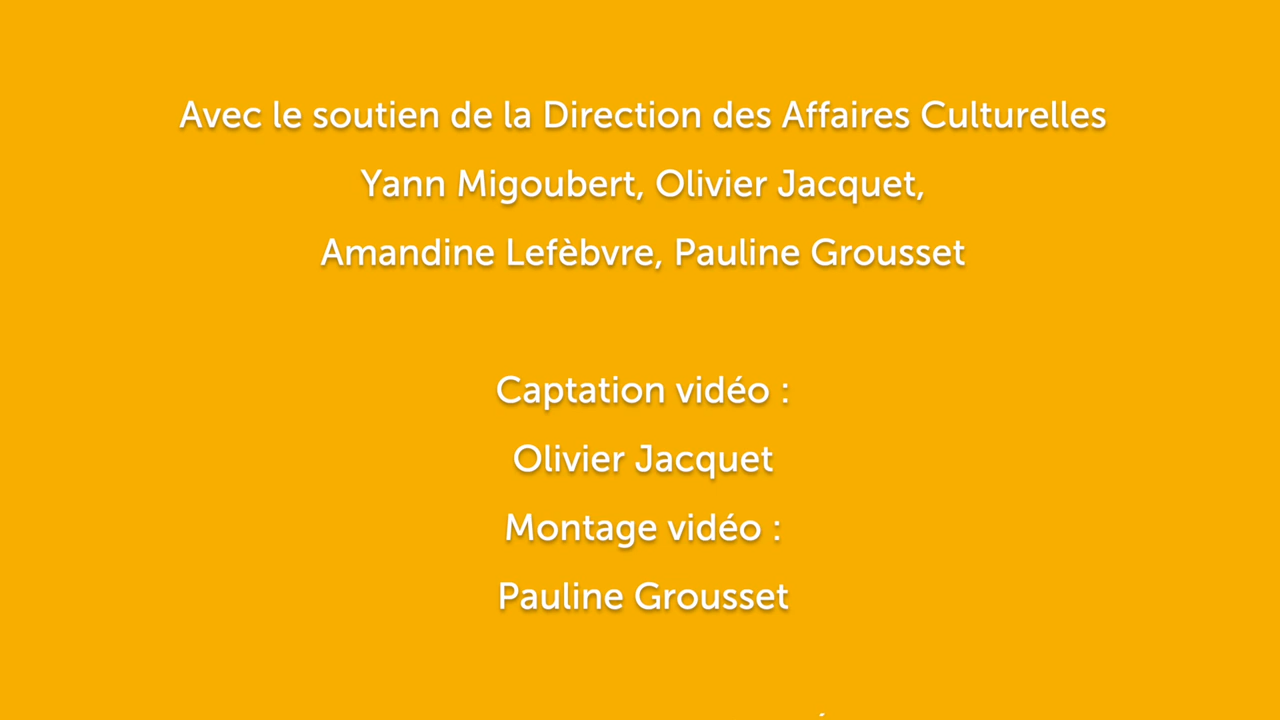 Avec le soutien de la Direction des Affaires Culturelles
Yann Migoubert, Olivier Jacquet,
Amandine Lefèbvre, Pauline Grousset
Captation vidéo :
Olivier Jacquet
Montage vidéo :
Pauline Grousset